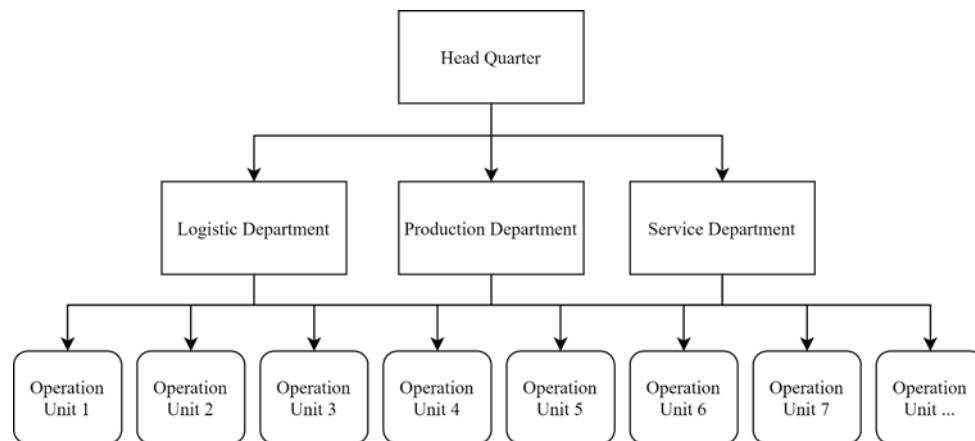 Head Quarter
Logistic Department
Production Department
Service Department
Operation
Unit 1
Operation
Unit 2
Operation
Unit 3
Operation
Unit 4
Operation
Unit 5
Operation
Unit 6
Operation
Unit 7
Operation
Unit ...